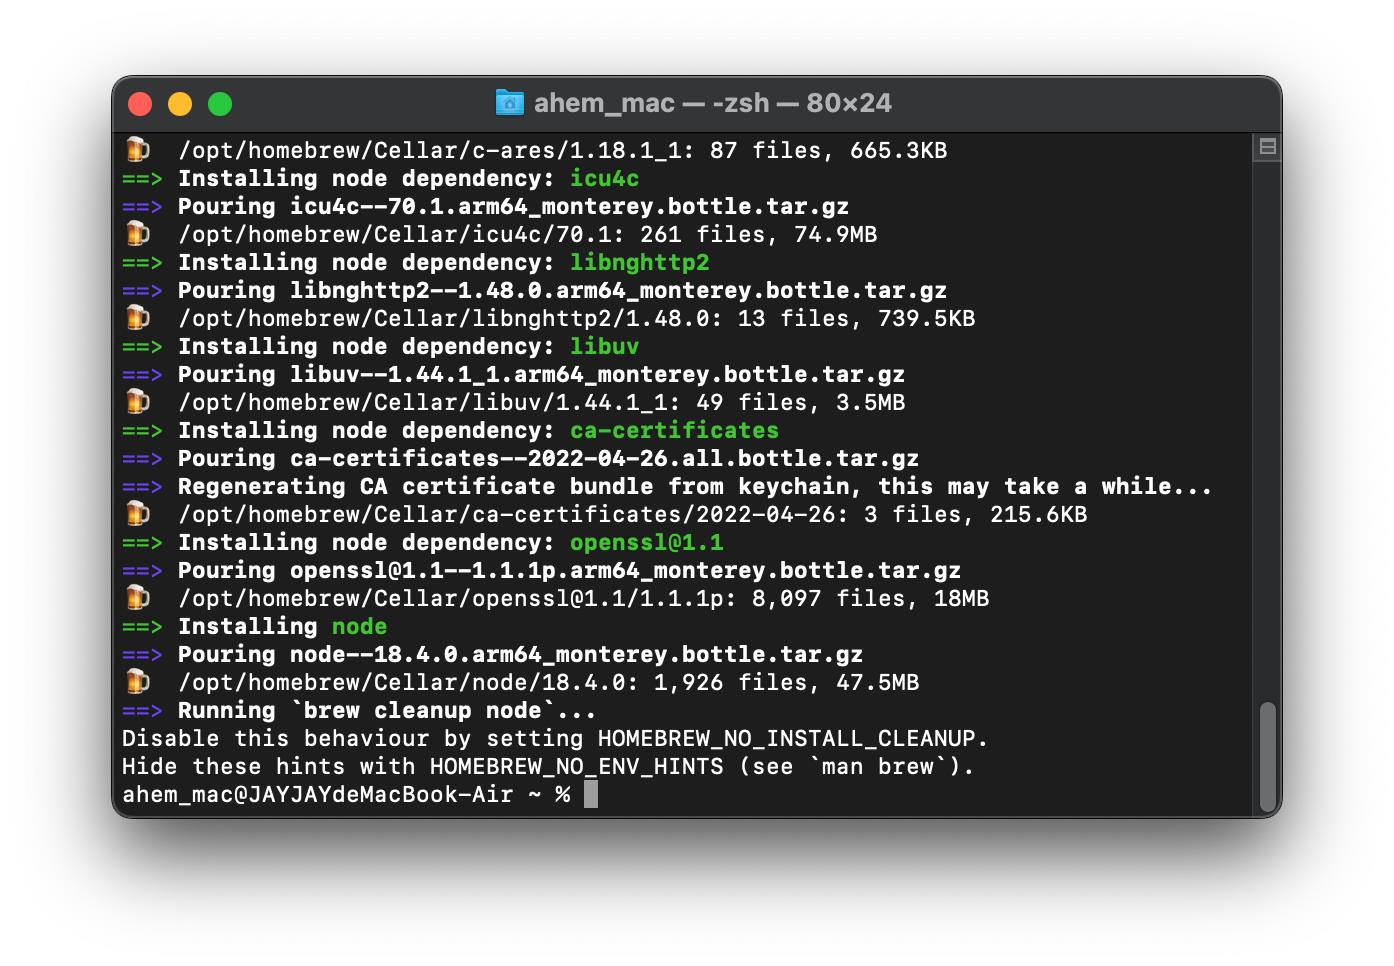 ahem_mac — -zsh — 80×24
🍺  /opt/homebrew/Cellar/c-ares/1.18.1_1: 87 files, 665.3KB
==> Installing node dependency: icu4c
==> Pouring icu4c--70.1.arm64_monterey.bottle.tar.gz
🍺  /opt/homebrew/Cellar/icu4c/70.1: 261 files, 74.9MB
==> Installing node dependency: libnghttp2
==> Pouring libnghttp2--1.48.0.arm64_monterey.bottle.tar.gz
🍺  /opt/homebrew/Cellar/libnghttp2/1.48.0: 13 files, 739.5KB
==> Installing node dependency: libuv
==> Pouring libuv--1.44.1_1.arm64_monterey.bottle.tar.gz
🍺  /opt/homebrew/Cellar/libuv/1.44.1_1: 49 files, 3.5MB
==> Installing node dependency: ca-certificates
==> Pouring ca-certificates--2022-04-26.all.bottle.tar.gz
==> Regenerating CA certificate bundle from keychain, this may take a while...
🍺  /opt/homebrew/Cellar/ca-certificates/2022-04-26: 3 files, 215.6KB
==> Installing node dependency: openssl@1.1
==> Pouring openssl@1.1--1.1.1p.arm64_monterey.bottle.tar.gz
🍺  /opt/homebrew/Cellar/openssl@1.1/1.1.1p: 8,097 files, 18MB
==> Installing node
==> Pouring node--18.4.0.arm64_monterey.bottle.tar.gz
🍺  /opt/homebrew/Cellar/node/18.4.0: 1,926 files, 47.5MB
==> Running `brew cleanup node`...
Disable this behaviour by setting HOMEBREW_NO_INSTALL_CLEANUP.
Hide these hints with HOMEBREW_NO_ENV_HINTS (see `man brew`).
ahem_mac@JAYJAYdeMacBook-Air ~ %